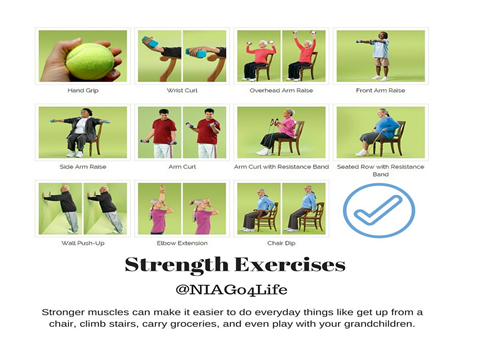 Hand Grip
Wrist Curl
Overhead Arm Raise
Front Arm Raise
Side Arm Raise
Arm Curl
Arm Curl with Resistance Band
Seated Row with Resistance
Band
Wall Push-Up
Elbow Extension
Chair Dip
Strength Exercises
@NIAGo4Life
Stronger muscles can make it easier to do everyday things like get up from a
chair, climb stairs, carry groceries, and even play with your grandchildren.